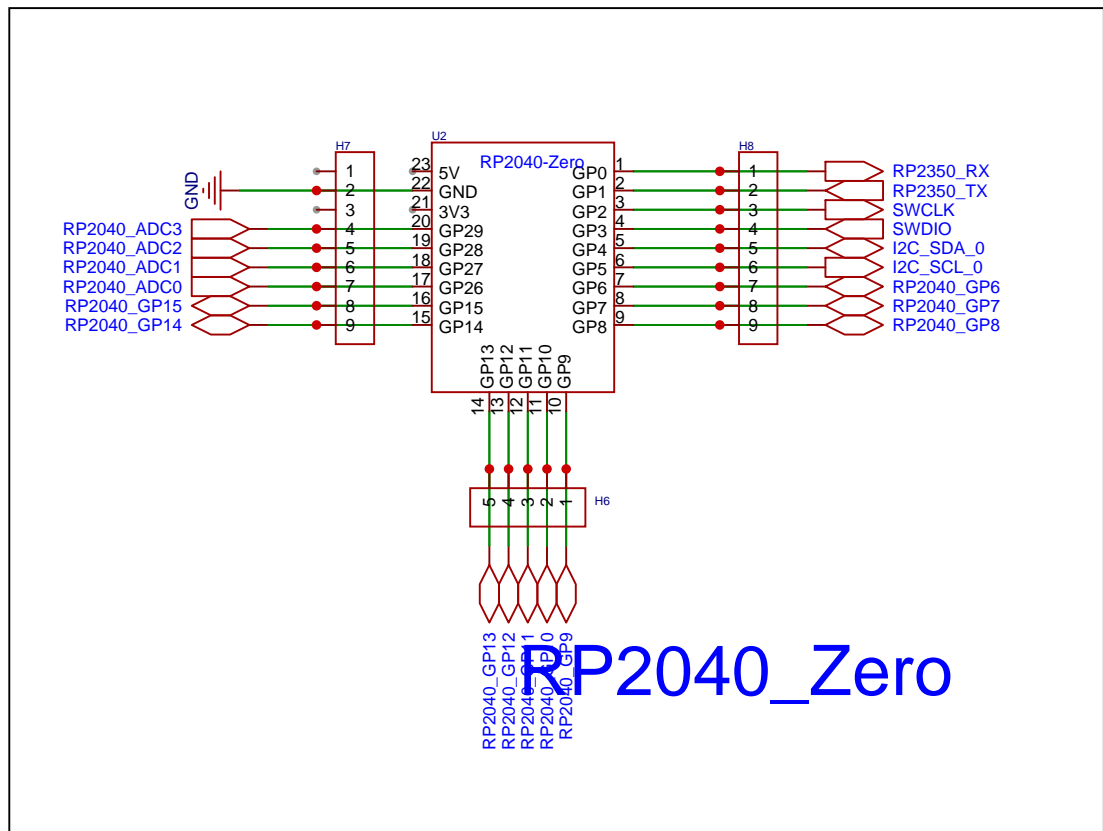 U2
H7
H8
RP2040-Zero
GND
1
2
3
4
5
6
7
8
9
23
22
21
20
19
18
17
16
15
5V
GND
3V3
GP29
GP28
GP27
GP26
GP15
GP14
GP0
GP1
GP2
GP3
GP4
GP5
GP6
GP7
GP8
1
2
3
4
5
6
7
8
9
1
2
3
4
5
6
7
8
9
RP2350_RX
RP2350_TX
SWCLK
SWDIO
I2C_SDA_0
I2C_SCL_0
RP2040_GP6
RP2040_GP7
RP2040_GP8
RP2040_ADC3
RP2040_ADC2
RP2040_ADC1
RP2040_ADC0
RP2040_GP15
RP2040_GP14
GP13
GP12
GP11
GP10
GP9
14
13
12
11
10
5
4
3
2
1
H6
RP2040_GP13
RP2040_GP12
RP2040_GP11
RP2040_GP10
RP2040_GP9
RP2040_Zero